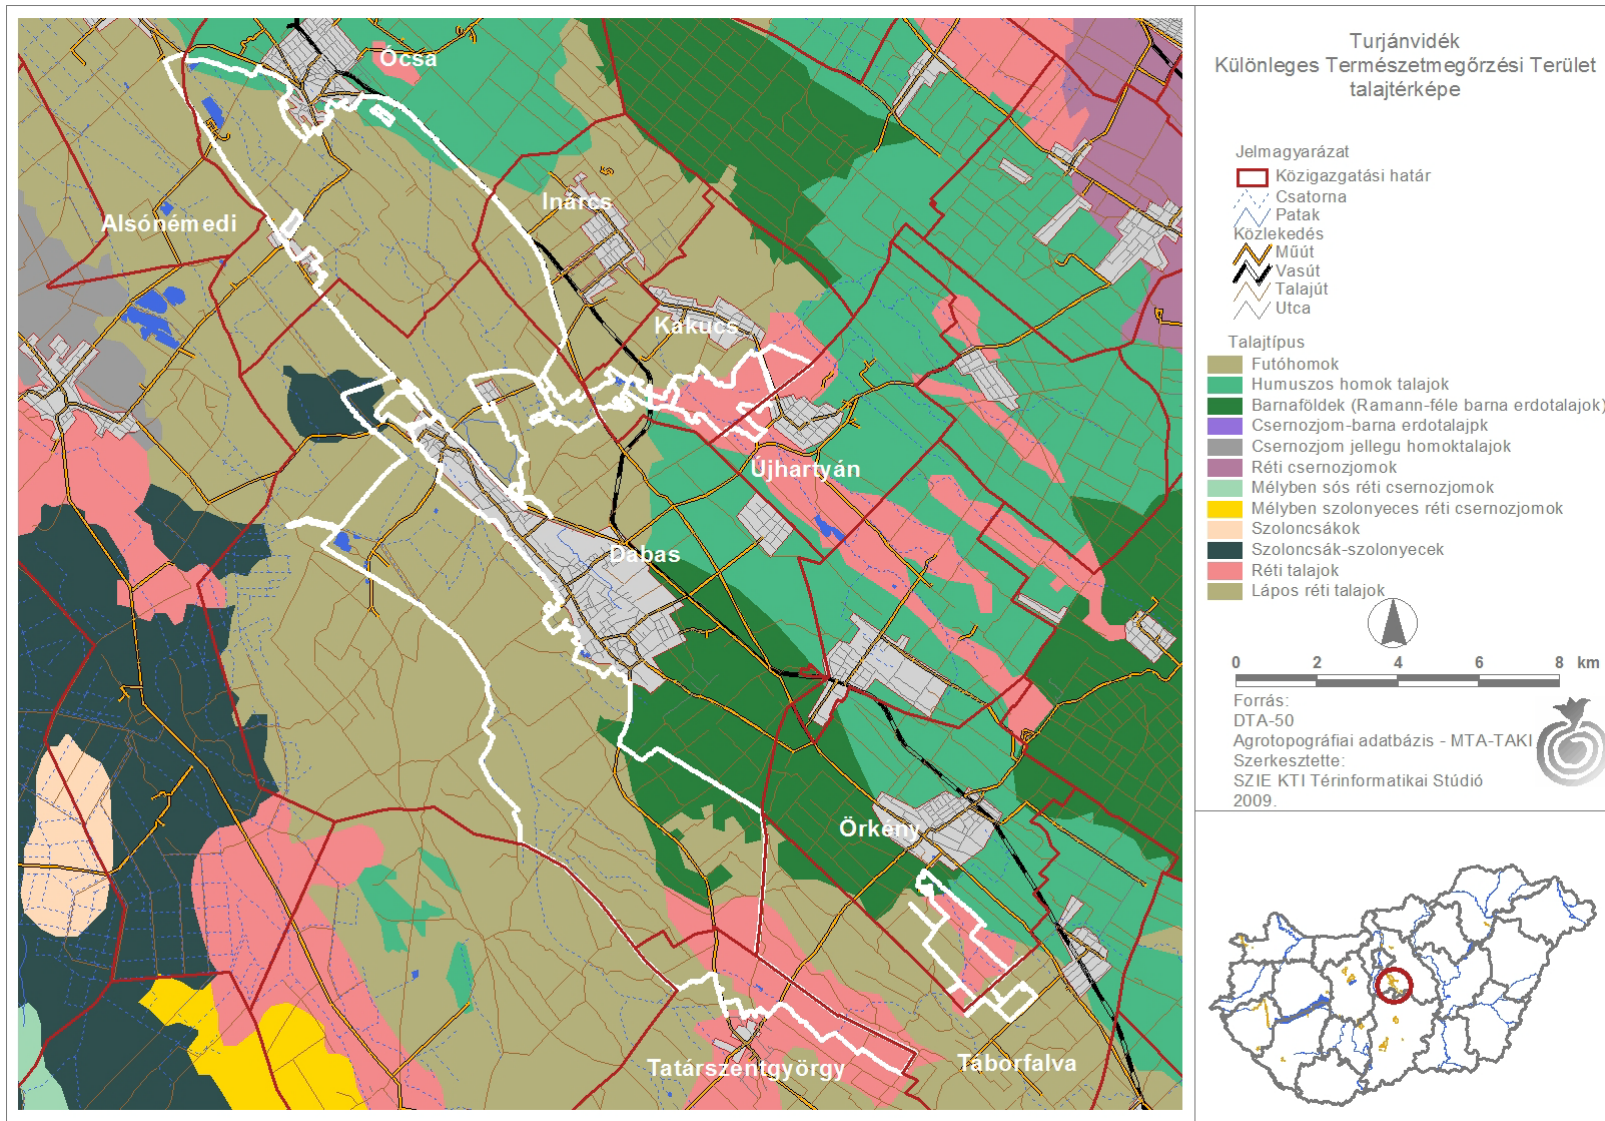 Turjánvidék
Különleges Természetmegőrzési Terület
talajtérképe
Jelmagyarázat
Közigazgatási határ
Csatorna
Patak
Közlekedés
Műút
Vasút
Talajút
Utca
Talajtípus
Futóhomok
Humuszos homok talajok
Barnaföldek (Ramann-féle barna erdotalajok)
Csernozjom-barna erdotalajpk
Csernozjom jellegu homoktalajok
Réti csernozjomok
Mélyben sós réti csernozjomok
Mélyben szolonyeces réti csernozjomok
Szoloncsákok
Szoloncsák-szolonyecek
Réti talajok
Lápos réti talajok
0 2 4 6 8 km
Forrás:
DTA-50
Agrotopográfiai adatbázis - MTA-TAKI
Szerkesztette:
SZIE KTI Térinformatikai Stúdió
2009.
Ócsa
Inárcs
Alsónémedi
Kakucs
Újhartyán
Dabas
Örkény
Tatárszentgyörgy
Táborfalva